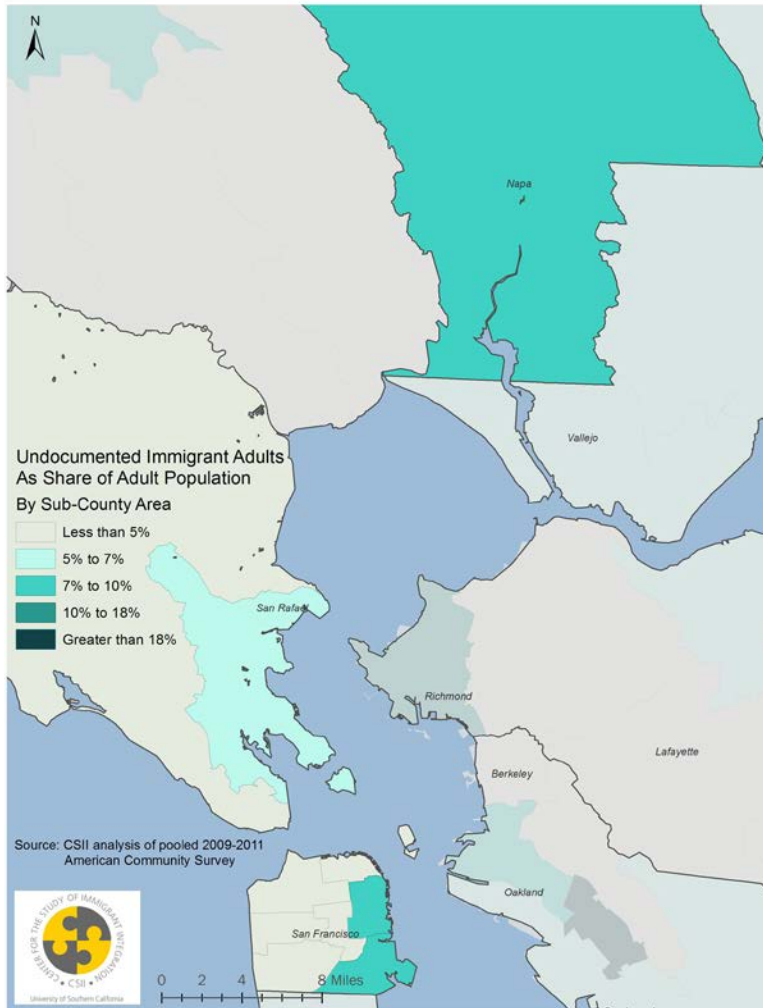 N
Napa
Vallejo
Undocumented Immigrant Adults
As Share of Adult Population
By Sub-County Area
Less than 5%
5% to 7%
7% to 10%
10% to 18%
Greater than 18%
San Rafael
Richmond
Lafayette
Berkeley
Source: CSII analysis of pooled 2009-2011
American Community Survey
Oakland
San Francisco
CENTER FOR THE STUDY OF IMMIGRANT INTEGRATION
• CSII •
University of Southern California
0 2 4 8 Miles